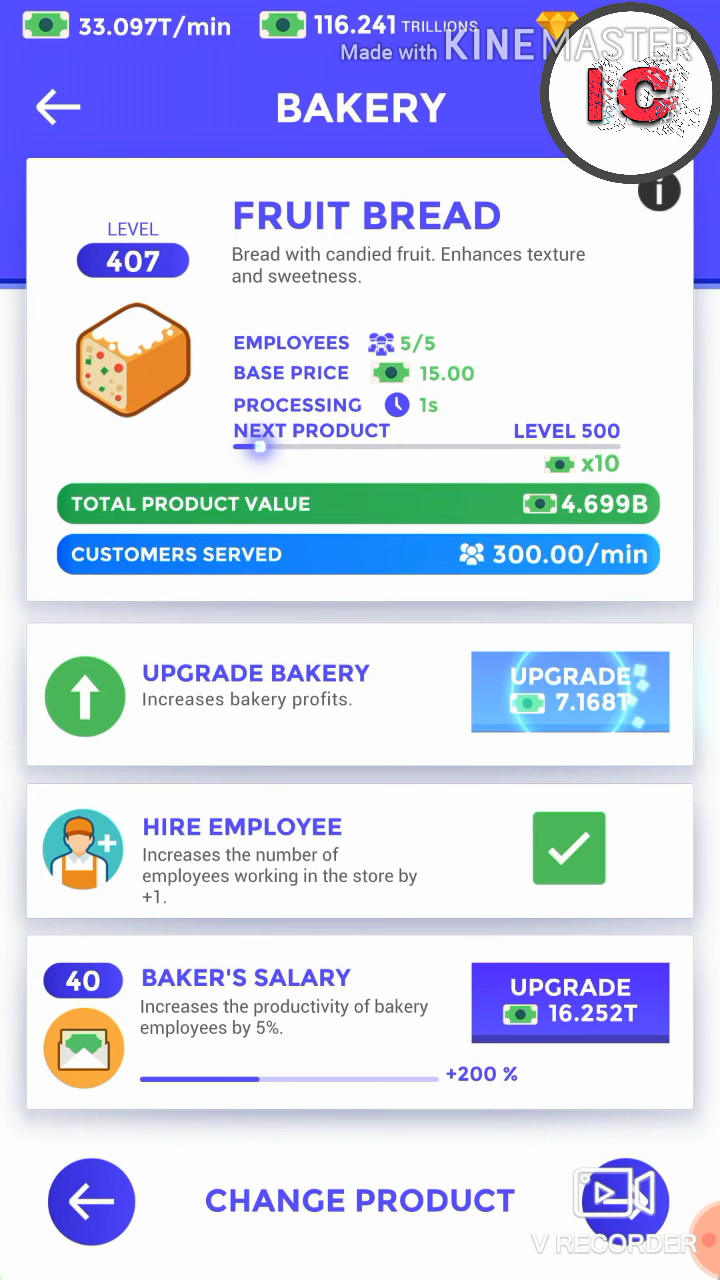 33.097T/min 116.241 TRILLIONS
Made with KINEMASTER
IC
BAKERY
i
LEVEL
407
FRUIT BREAD
Bread with candied fruit. Enhances texture
and sweetness.
EMPLOYEES 5/5
BASE PRICE 15.00
PROCESSING 1s
NEXT PRODUCT LEVEL 500
x10
TOTAL PRODUCT VALUE 4.699B
CUSTOMERS SERVED 300.00/min
UPGRADE BAKERY
Increases bakery profits.
UPGRADE
7.168T
HIRE EMPLOYEE
Increases the number of
employees working in the store by
+1.
40
BAKER'S SALARY
Increases the productivity of bakery
employees by 5%.
UPGRADE
16.252T
+200 %
CHANGE PRODUCT
V RECORDER